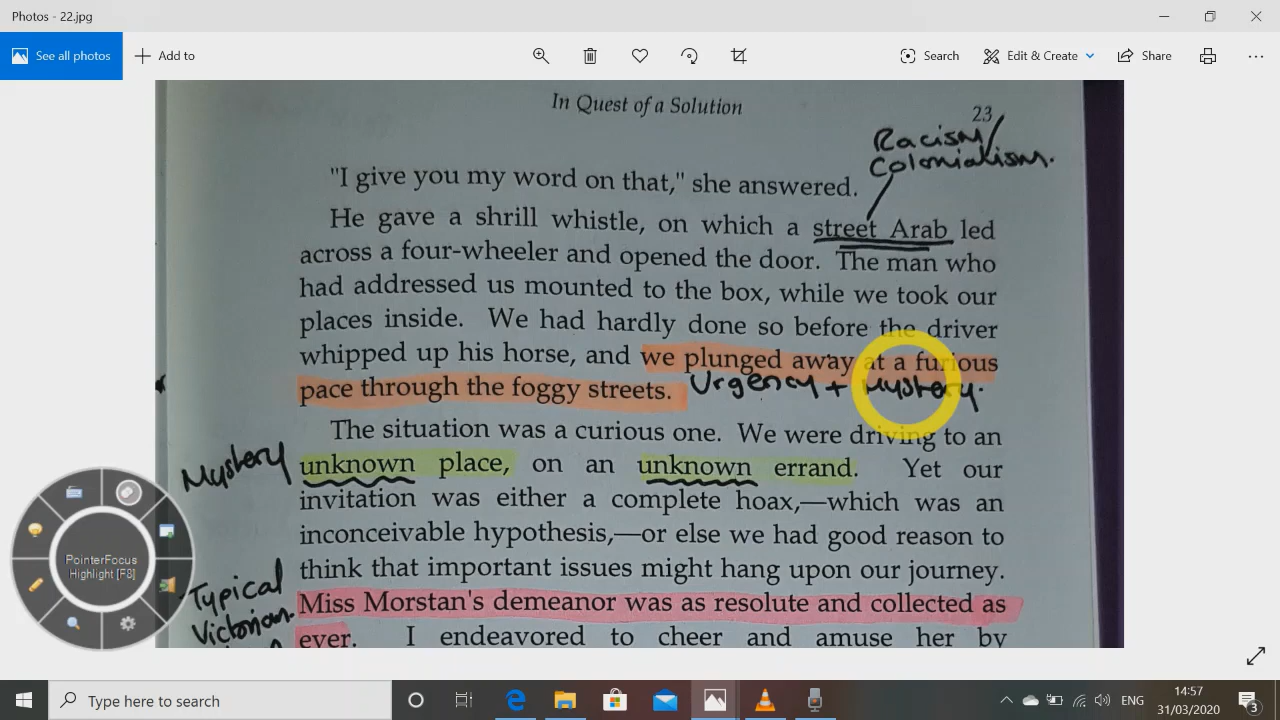 Photos - 22.jpg
See all photos
Add to
Search
Edit & Create
Share
In Quest of a Solution
23
Racism/
Colonialism.
"I give you my word on that," she answered.
He gave a shrill whistle, on which a street Arab led
across a four-wheeler and opened the door. The man who
had addressed us mounted to the box, while we took our
places inside. We had hardly done so before the driver
whipped up his horse, and we plunged away at a furious
pace through the foggy streets. Urgency + Mystery.
The situation was a curious one. We were driving to an
Mystery
unknown place, on an unknown errand. Yet our
invitation was either a complete hoax,—which was an
inconceivable hypothesis,—or else we had good reason to
think that important issues might hang upon our journey.
Typical
Victorian
Miss Morstan's demeanor was as resolute and collected as
ever. I endeavored to cheer and amuse her by
PointerFocus
Highlight [F8]
Type here to search
ENG
14:57
31/03/2020
3